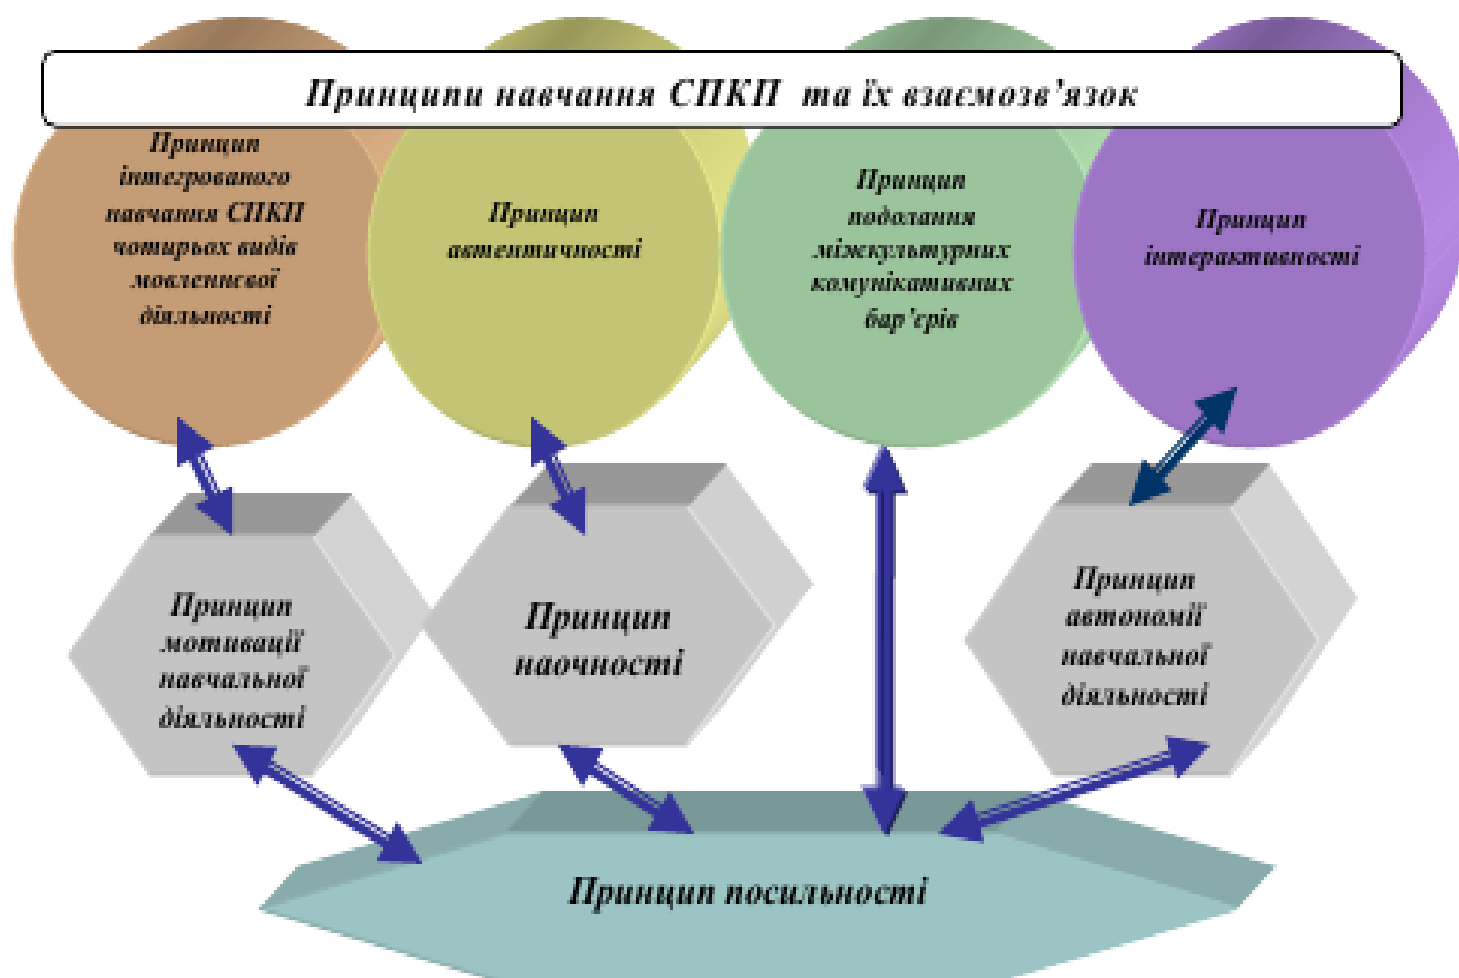 Принципи навчання СПКП та їх взаємозв’язок
Принцип
інтегрованого
навчання СПКП
чотирьох видів
мовленнєвої
діяльності
Принцип
автентичності
Принцип
подолання
міжкультурних
комунікативних
бар’єрів
Принцип
інтерактивності
Принцип
мотивації
навчальної
діяльності
Принцип
наочності
Принцип
автономії
навчальної
діяльності
Принцип посильності